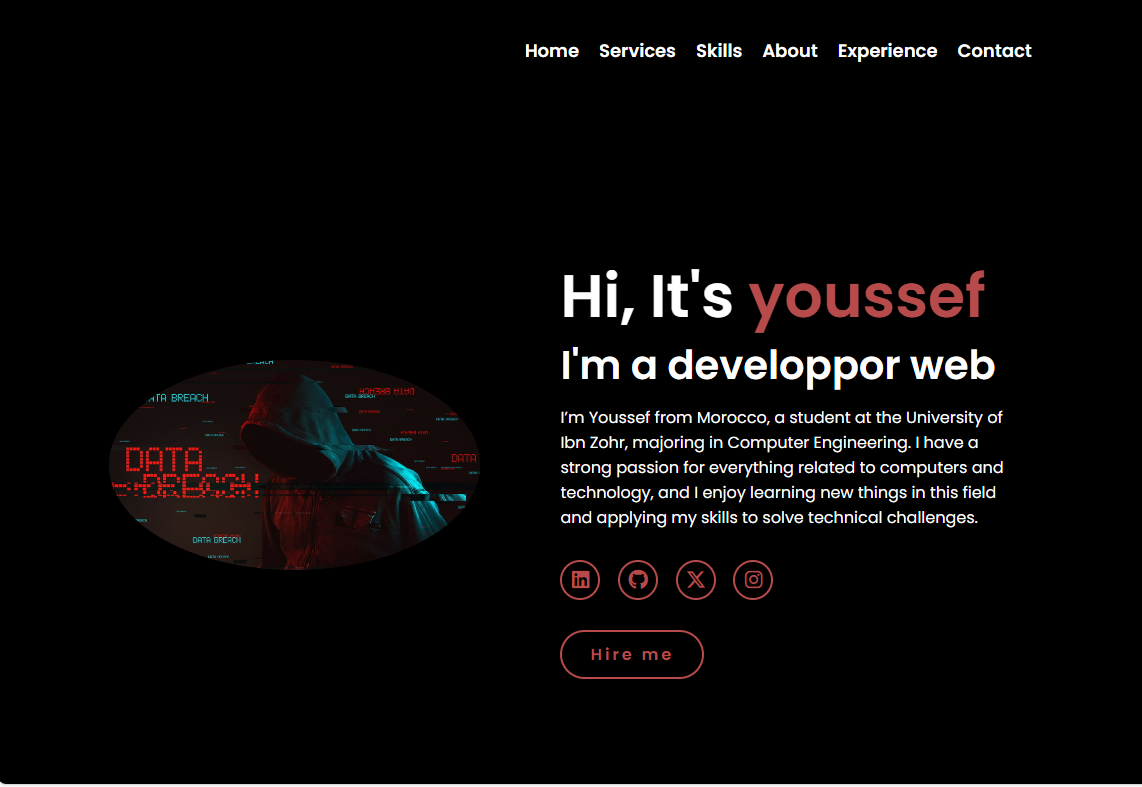 Home Services Skills About Experience Contact
Hi, It's youssef
I'm a developpor web
I’m Youssef from Morocco, a student at the University of
Ibn Zohr, majoring in Computer Engineering. I have a
strong passion for everything related to computers and
technology, and I enjoy learning new things in this field
and applying my skills to solve technical challenges.
Hire me
DATA BREACH
DATA BREACH
DATA BREACH
DATA
DATA
DATA BREACH